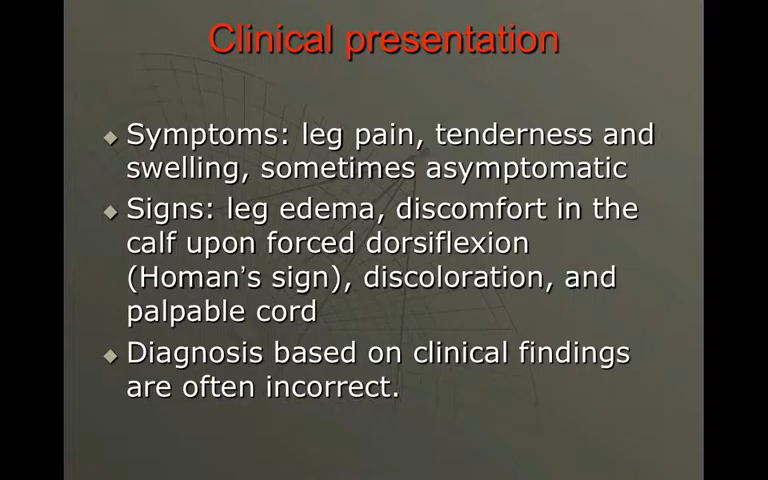 Clinical presentation
Symptoms: leg pain, tenderness and
swelling, sometimes asymptomatic
Signs: leg edema, discomfort in the
calf upon forced dorsiflexion
(Homan's sign), discoloration, and
palpable cord
Diagnosis based on clinical findings
are often incorrect.